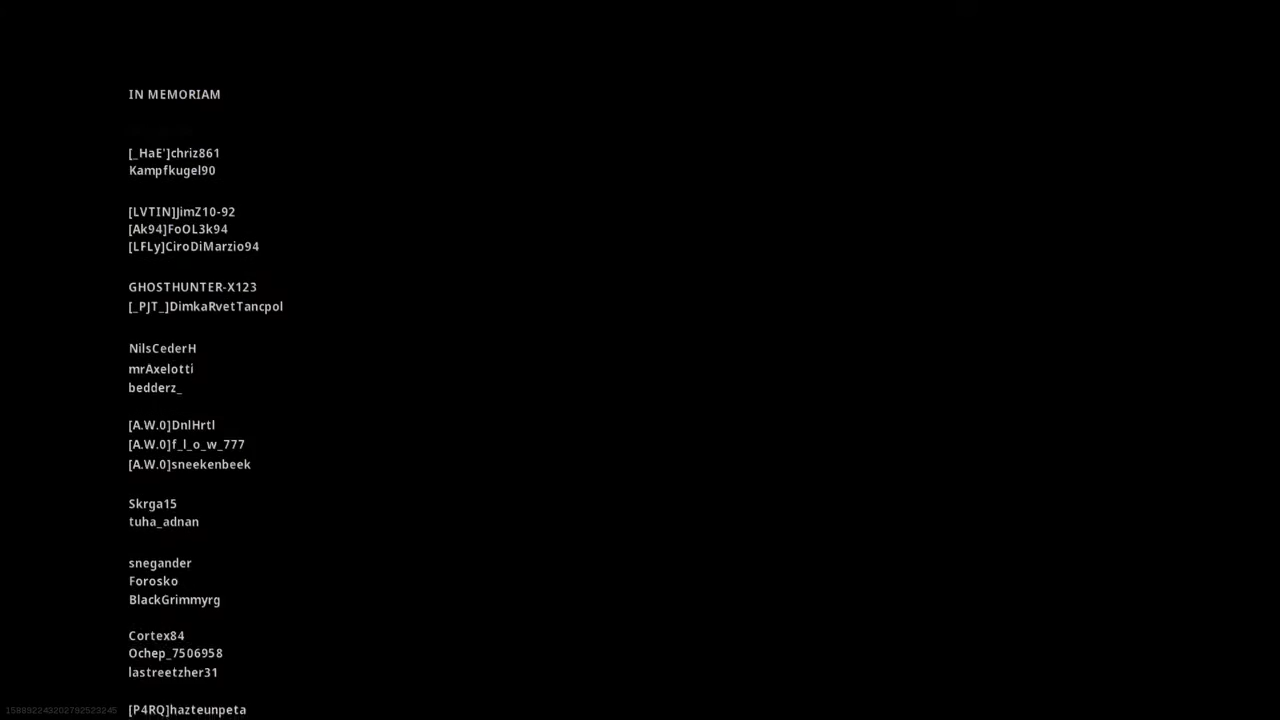 IN MEMORIAM
[_HaE']chriz861
Kampfkugel90
[LVTIN]JimZ10-92
[Ak94]FoOL3k94
[LFLy]CiroDiMarzio94
GHOSTHUNTER-X123
[_PJT_]DimkaRvetTancpol
NilsCederH
mrAxelotti
bedderz_
[A.W.0]DnlHrtl
[A.W.0]f_l_o_w_777
[A.W.0]sneekenbeek
Skrga15
tuha_adnan
snegander
Forosko
BlackGrimmyrg
Cortex84
Ochep_7506958
lastreetzher31
[P4RQ]hazteunpeta